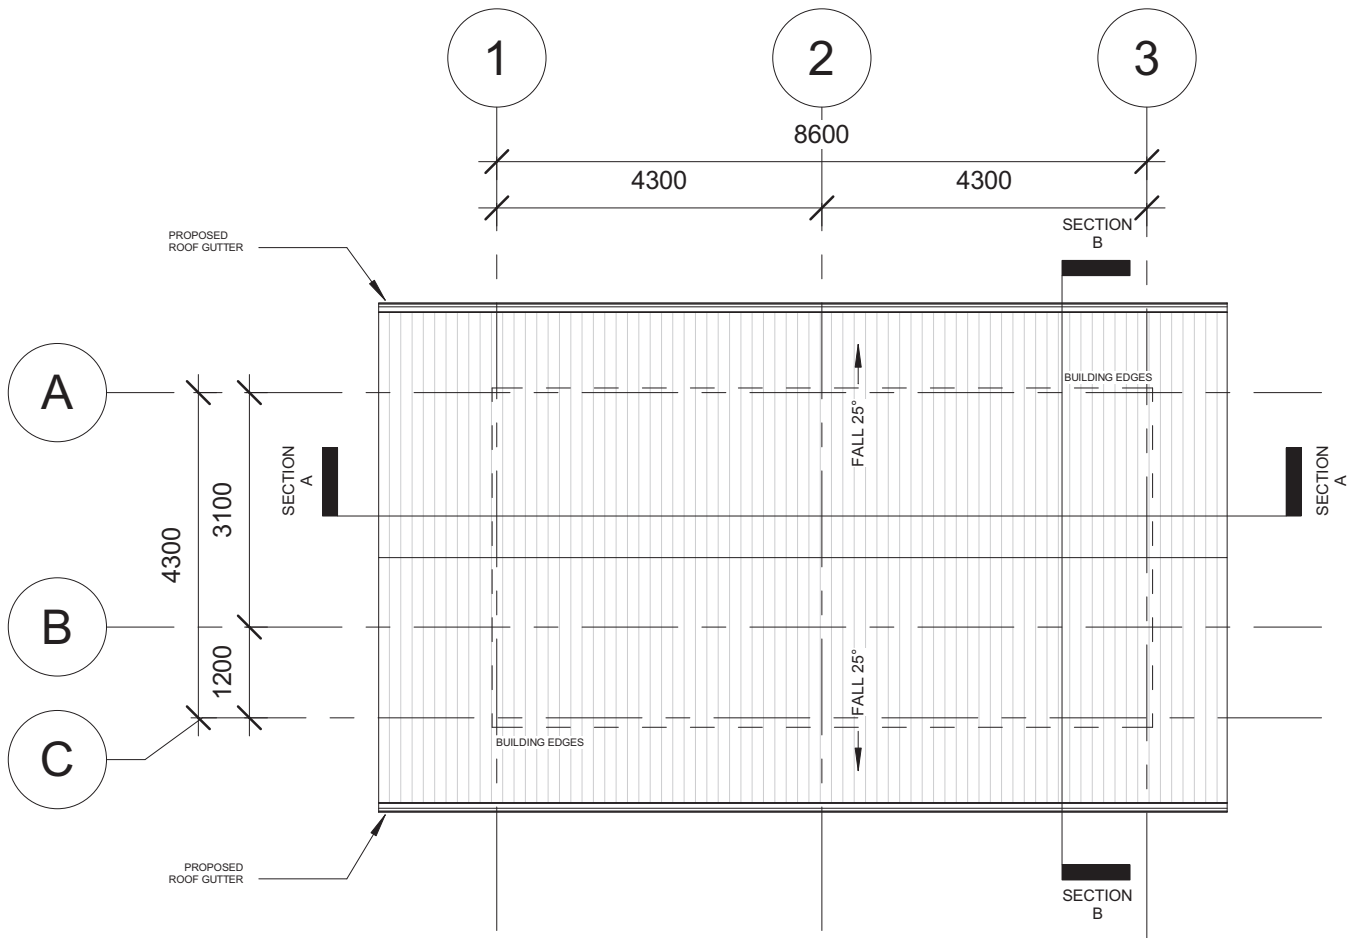 1
2
3
8600
4300
4300
SECTION
B
PROPOSED
ROOF GUTTER
A
BUILDING EDGES
FALL 25°
SECTION
A
SECTION
A
3100
4300
B
1200
FALL 25°
C
BUILDING EDGES
PROPOSED
ROOF GUTTER
SECTION
B